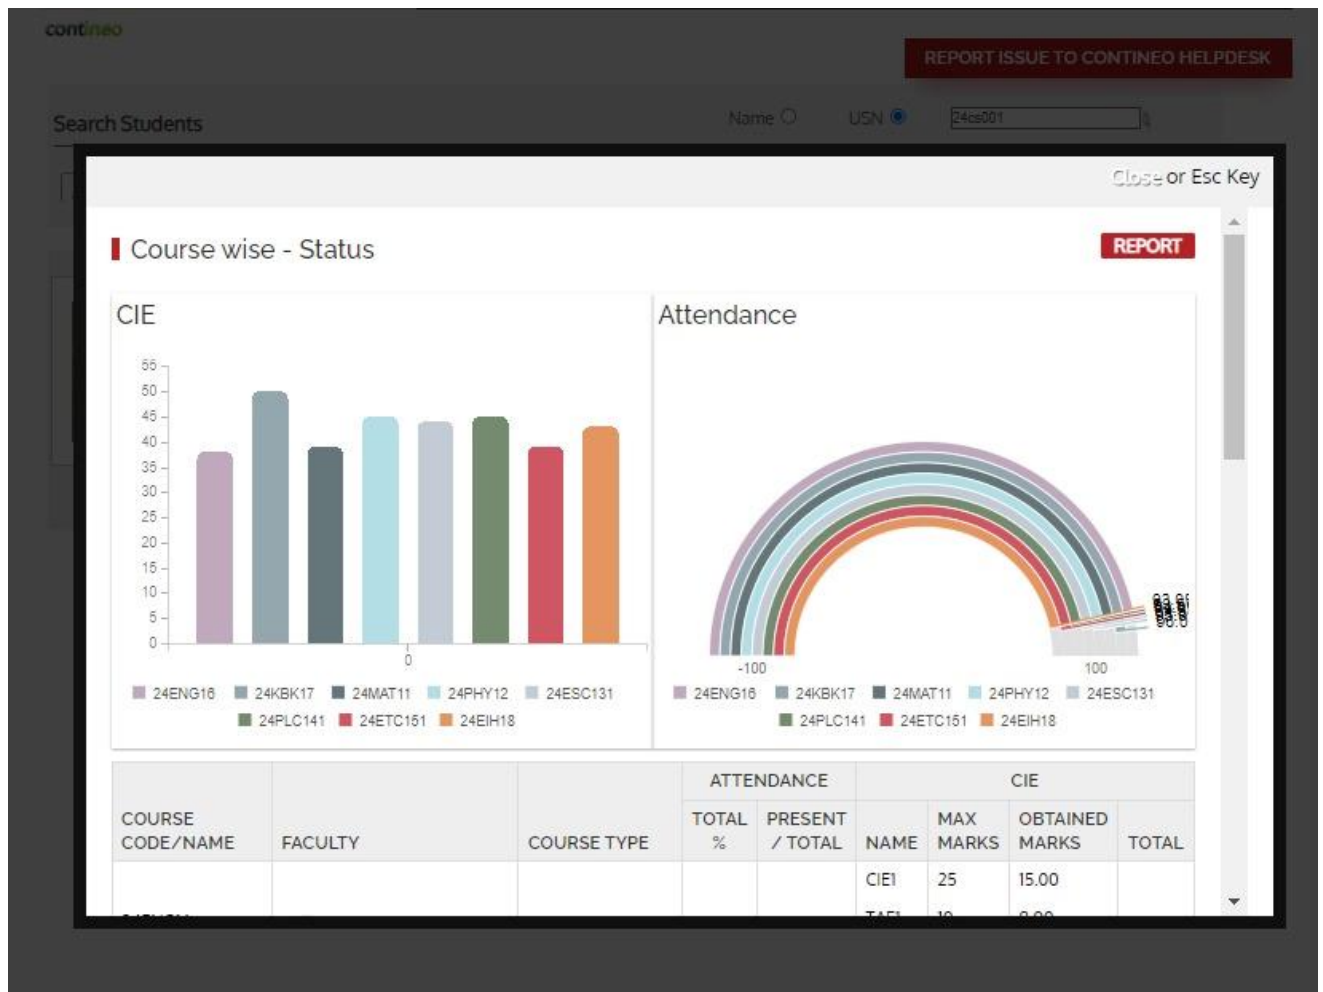 contineo
REPORT ISSUE TO CONTINEO HELPDESK
Search Students
Name
USN
24cs001
Close or Esc Key
Course wise - Status
REPORT
CIE
55
50
45
40
35
30
25
20
15
10
5
0
0
24ENG16 24KBK17 24MAT11 24PHY12 24ESC131
24PLC141 24ETC151 24EIH18
Attendance
-100
100
24ENG16 24KBK17 24MAT11 24PHY12 24ESC131
24PLC141 24ETC151 24EIH18
COURSE CODE/NAME
FACULTY
COURSE TYPE
ATTENDANCE
TOTAL %
PRESENT / TOTAL
CIE
NAME
MAX MARKS
OBTAINED MARKS
TOTAL
CIE1 25 15.00